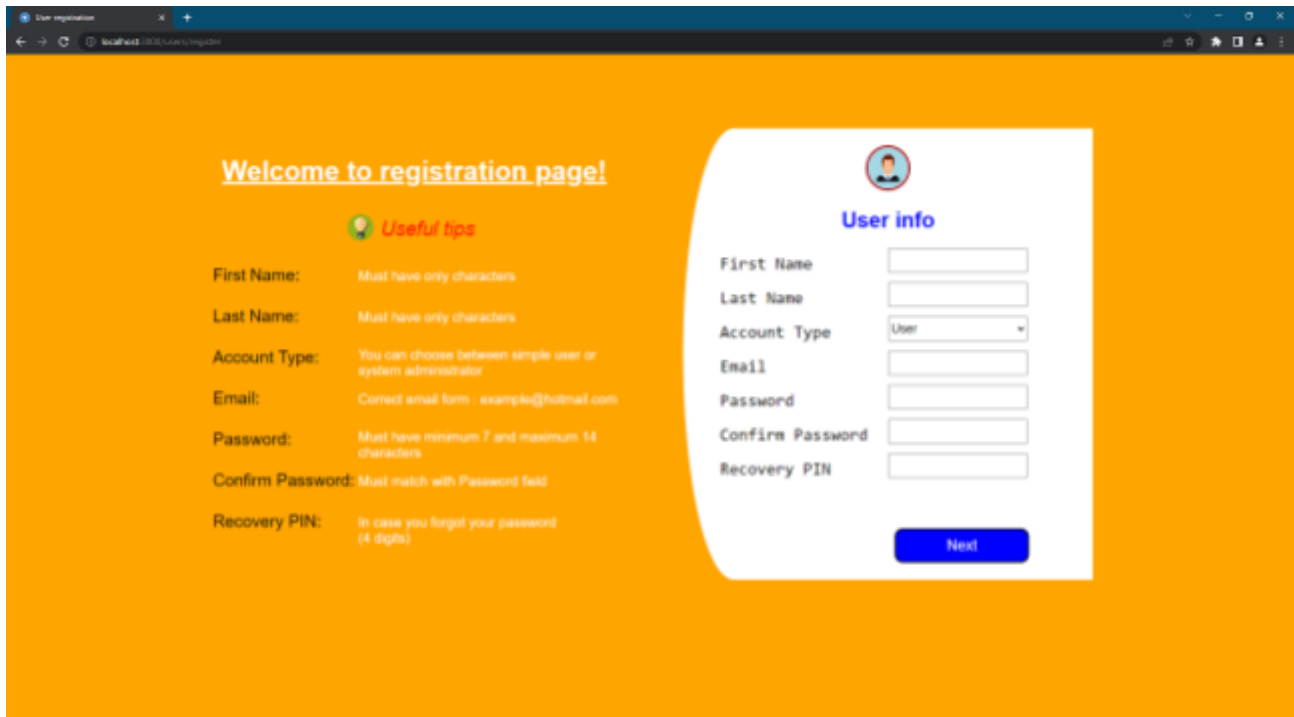 User registration
localhost
Welcome to registration page!
Useful tips
First Name: Must have only characters
Last Name: Must have only characters
Account Type: You can choose between simple user or
system administrator
Email: Correct email form : example@hotmail.com
Password: Must have minimum 7 and maximum 14
characters
Confirm Password: Must match with Password field
Recovery PIN: In case you forgot your password
(4 digits)
User info
First Name
Last Name
Account Type User
Email
Password
Confirm Password
Recovery PIN
Next